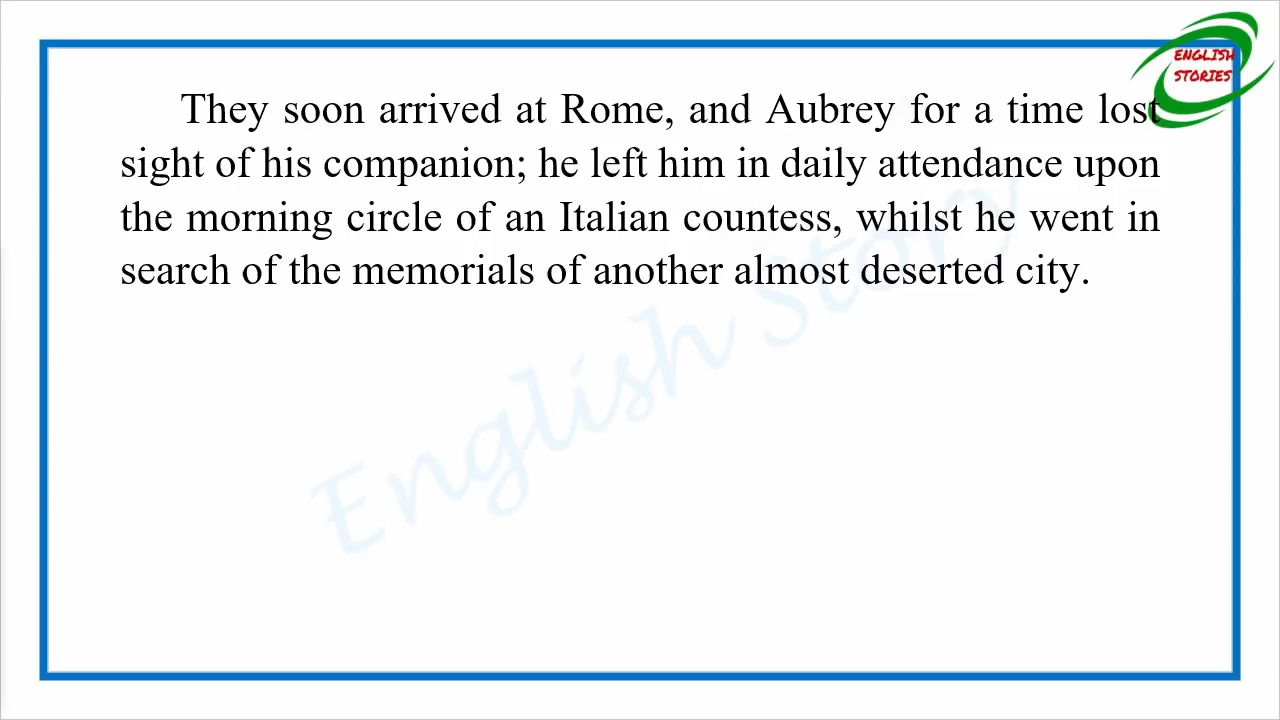 ENGLISH
STORIES
They soon arrived at Rome, and Aubrey for a time lost
sight of his companion; he left him in daily attendance upon
the morning circle of an Italian countess, whilst he went in
search of the memorials of another almost deserted city.
English Story